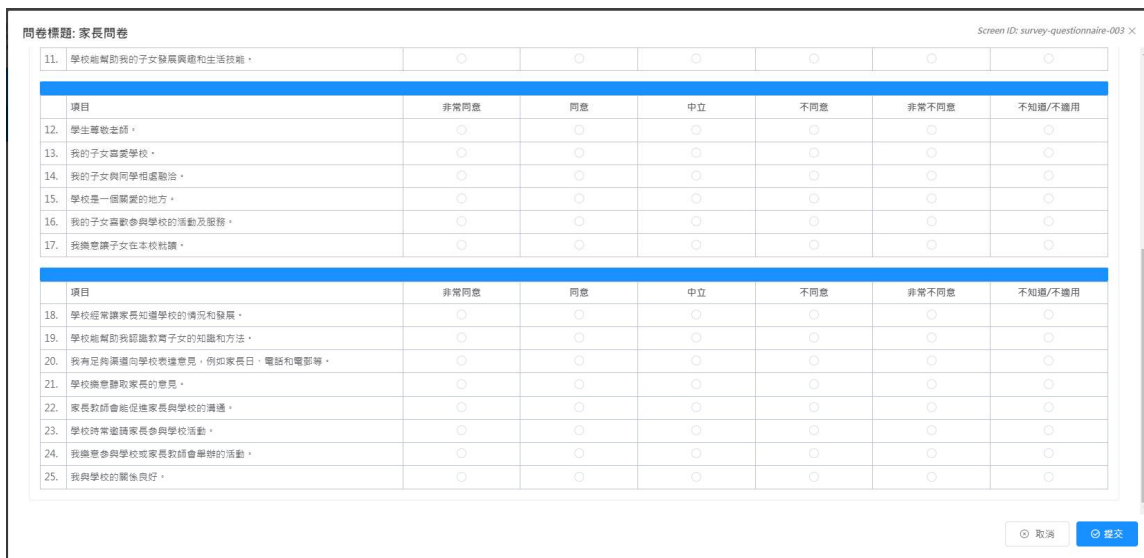 問卷標題: 家長問卷
Screen ID: survey-questionnaire-003
11. 學校能幫助我的子女發展興趣和生活技能。
項目 非常同意 同意 中立 不同意 非常不同意 不知道/不適用
12. 學生尊敬老師。
13. 我的子女喜愛學校。
14. 我的子女與同學相處融洽。
15. 學校是一個關愛的地方。
16. 我的子女喜歡參與學校的活動及服務。
17. 我樂意讓子女在本校就讀。
項目 非常同意 同意 中立 不同意 非常不同意 不知道/不適用
18. 學校經常讓家長知道學校的情況和發展。
19. 學校能幫助我認識教育子女的知識和方法。
20. 我有足夠渠道向學校表達意見，例如家長日、電話和電郵等。
21. 學校樂意聽取家長的意見。
22. 家長教師會能促進家長與學校的溝通。
23. 學校時常邀請家長參與學校活動。
24. 我樂意參與學校或家長教師會舉辦的活動。
25. 我與學校的關係良好。
取消 提交